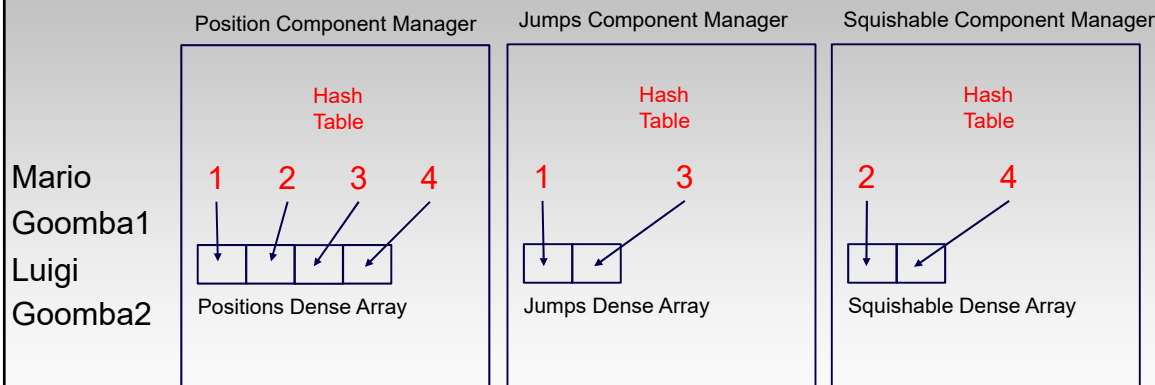 Position Component Manager
Jumps Component Manager
Squishable Component Manager
Hash
Table
Hash
Table
Hash
Table
Mario
Goomba1
Luigi
Goomba2
1 2 3 4
1 3
2 4
Positions Dense Array
Jumps Dense Array
Squishable Dense Array